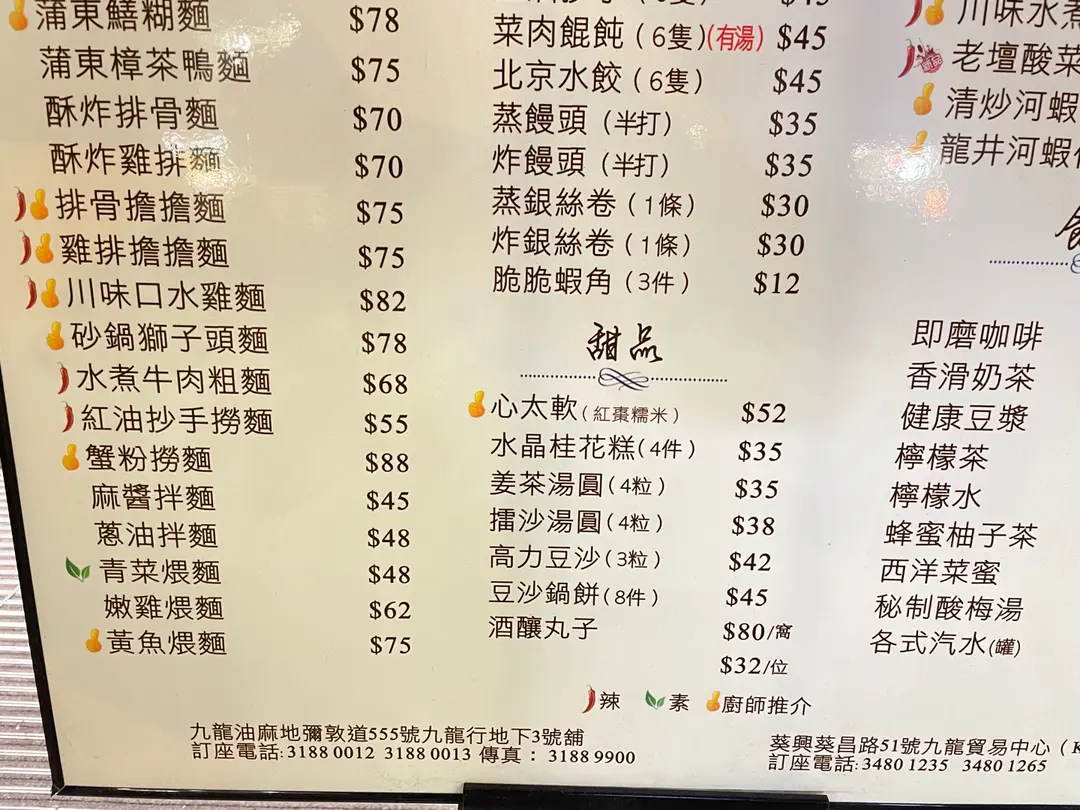 蒲東鱔糊麵 $78
蒲東樟茶鴨麵 $75
酥炸排骨麵 $70
酥炸雞排麵 $70
排骨擔擔麵 $75
雞排擔擔麵 $75
川味口水雞麵 $82
砂鍋獅子頭麵 $78
水煮牛肉粗麵 $68
紅油抄手撈麵 $55
蟹粉撈麵 $88
麻醬拌麵 $45
蔥油拌麵 $48
青菜煨麵 $48
嫩雞煨麵 $62
黃魚煨麵 $75
菜肉餛飩(6隻)(有湯) $45
北京水餃(6隻) $45
蒸饅頭(半打) $35
炸饅頭(半打) $35
蒸銀絲卷(1條) $30
炸銀絲卷(1條) $30
脆脆蝦角(3件) $12
甜品
心太軟(紅棗糯米) $52
水晶桂花糕(4件) $35
姜茶湯圓(4粒) $35
擂沙湯圓(4粒) $38
高力豆沙(3粒) $42
豆沙鍋餅(8件) $45
酒釀丸子 $80/窩
$32/位
辣 素 廚師推介
川味水煮
老壇酸菜
清炒河蝦
龍井河蝦
即磨咖啡
香滑奶茶
健康豆漿
檸檬茶
檸檬水
蜂蜜柚子茶
西洋菜蜜
秘制酸梅湯
各式汽水(罐)
九龍油麻地彌敦道555號九龍行地下3號舖
訂座電話:3188 0012 3188 0013 傳真：3188 9900
葵興葵昌路51號九龍貿易中心(K
訂座電話:3480 1235 3480 1265